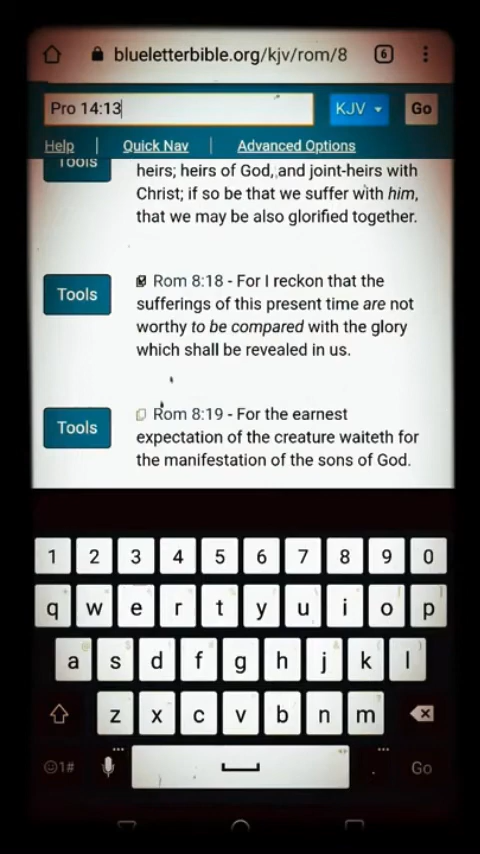 blueletterbible.org/kjv/rom/8
6
Pro 14:13
KJV
Go
Help | Quick Nav | Advanced Options
Tools
heirs; heirs of God, and joint-heirs with
Christ; if so be that we suffer with him,
that we may be also glorified together.
Tools
Rom 8:18 - For I reckon that the
sufferings of this present time are not
worthy to be compared with the glory
which shall be revealed in us.
Tools
Rom 8:19 - For the earnest
expectation of the creature waiteth for
the manifestation of the sons of God.
1 2 3 4 5 6 7 8 9 0
q w e r t y u i o p
a s d f g h j k l
z x c v b n m
☺1# . Go